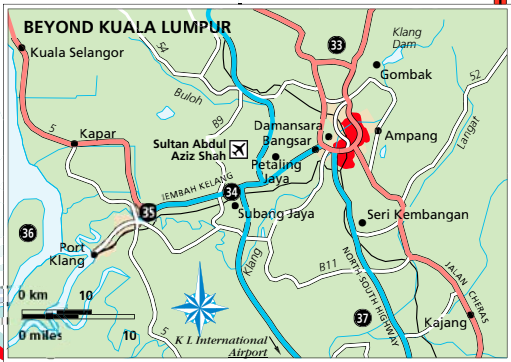 BEYOND KUALA LUMPUR
Kuala Selangor
54
33
Klang
Dam
Gombak
52
Buloh
B9
Damansara
Bangsar
Langat
5
Kapar
Sultan Abdul
Aziz Shah
Ampang
Petaling
Jaya
LEMBAH KELANG
34
35
Subang Jaya
Seri Kembangan
36
Port
Klang
Klang
B11
NORTH SOUTH HIGHWAY
JALAN CHERAS
0 km 10
0 miles 10
5
37
Kajang
K L International
Airport